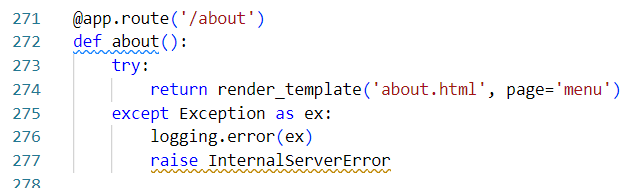 271 @app.route('/about')
272 def about():
273     try:
274         return render_template('about.html', page='menu')
275     except Exception as ex:
276         logging.error(ex)
277         raise InternalServerError
278